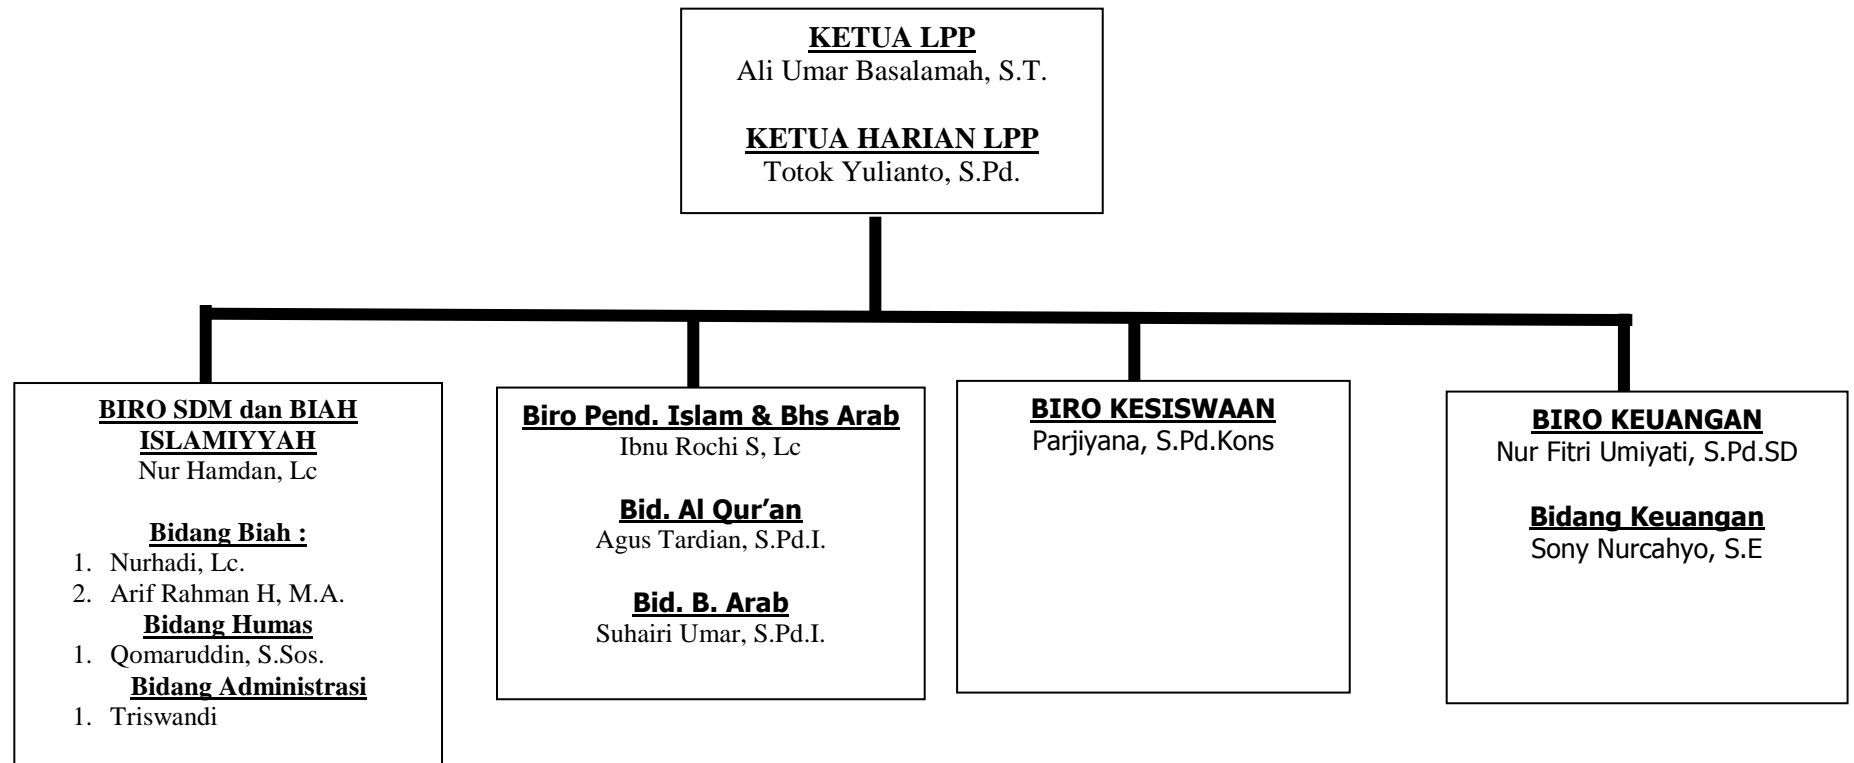 KETUA LPP
Ali Umar Basalamah, S.T.
KETUA HARIAN LPP
Totok Yulianto, S.Pd.
BIRO SDM dan BIAH
ISLAMIYYAH
Nur Hamdan, Lc
Bidang Biah :
1. Nurhadi, Lc.
2. Arif Rahman H, M.A.
Bidang Humas
1. Qomaruddin, S.Sos.
Bidang Administrasi
1. Triswandi
Biro Pend. Islam & Bhs Arab
Ibnu Rochi S, Lc
Bid. Al Qur’an
Agus Tardian, S.Pd.I.
Bid. B. Arab
Suhairi Umar, S.Pd.I.
BIRO KESISWAAN
Parjiyana, S.Pd.Kons
BIRO KEUANGAN
Nur Fitri Umiyati, S.Pd.SD
Bidang Keuangan
Sony Nurcahyo, S.E